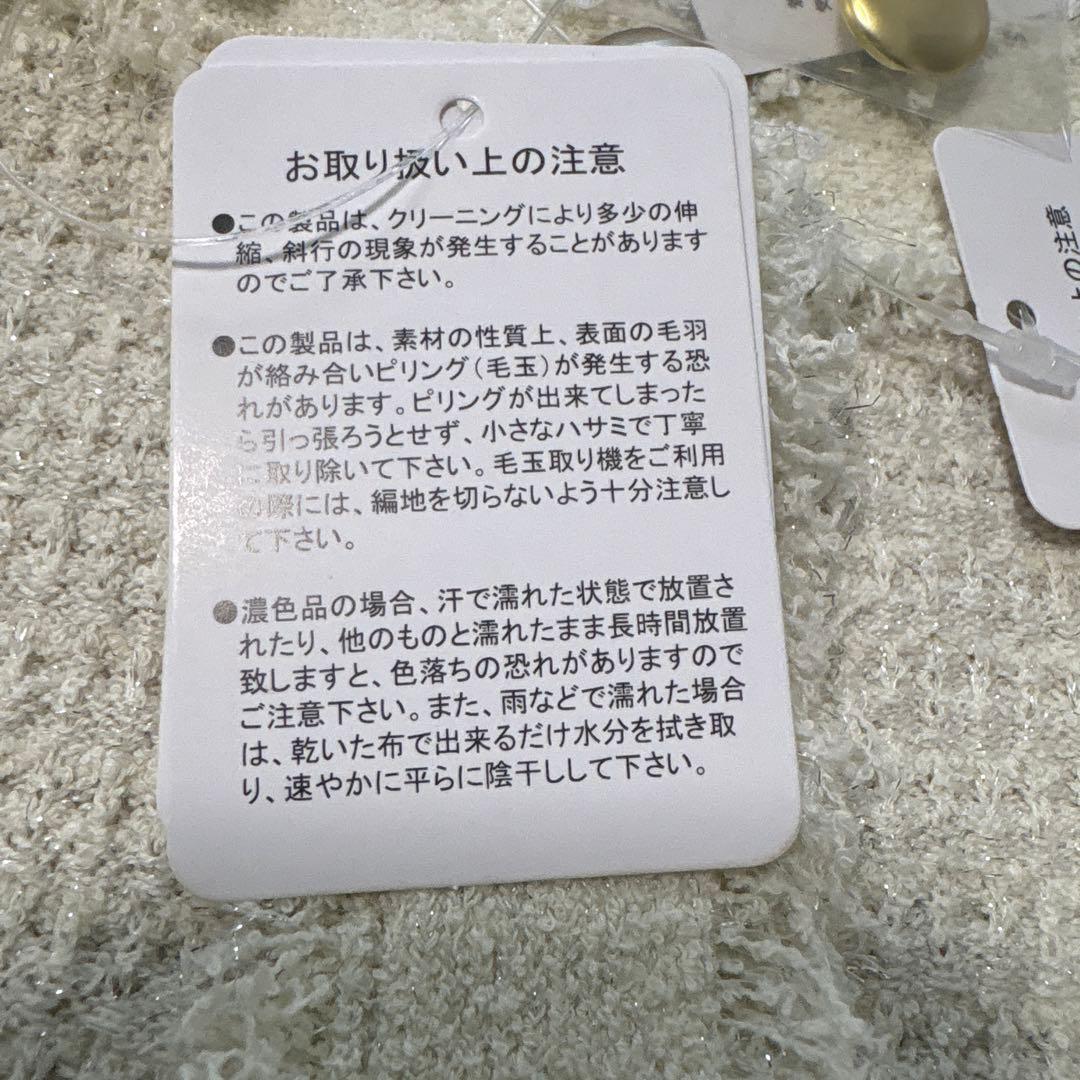 お取り扱い上の注意
●この製品は、クリーニングにより多少の伸
縮、斜行の現象が発生することがあります
のでご了承下さい。
●この製品は、素材の性質上、表面の毛羽
が絡み合いピリング(毛玉)が発生する恐
れがあります。ピリングが出来てしまった
ら引っ張ろうとせず、小さなハサミで丁寧
に取り除いて下さい。毛玉取り機をご利用
の際には、編地を切らないよう十分注意し
て下さい。
●濃色品の場合、汗で濡れた状態で放置さ
れたり、他のものと濡れたまま長時間放置
致しますと、色落ちの恐れがありますので
ご注意下さい。また、雨などで濡れた場合
は、乾いた布で出来るだけ水分を拭き取
り、速やかに平らに陰干しして下さい。
上の注意